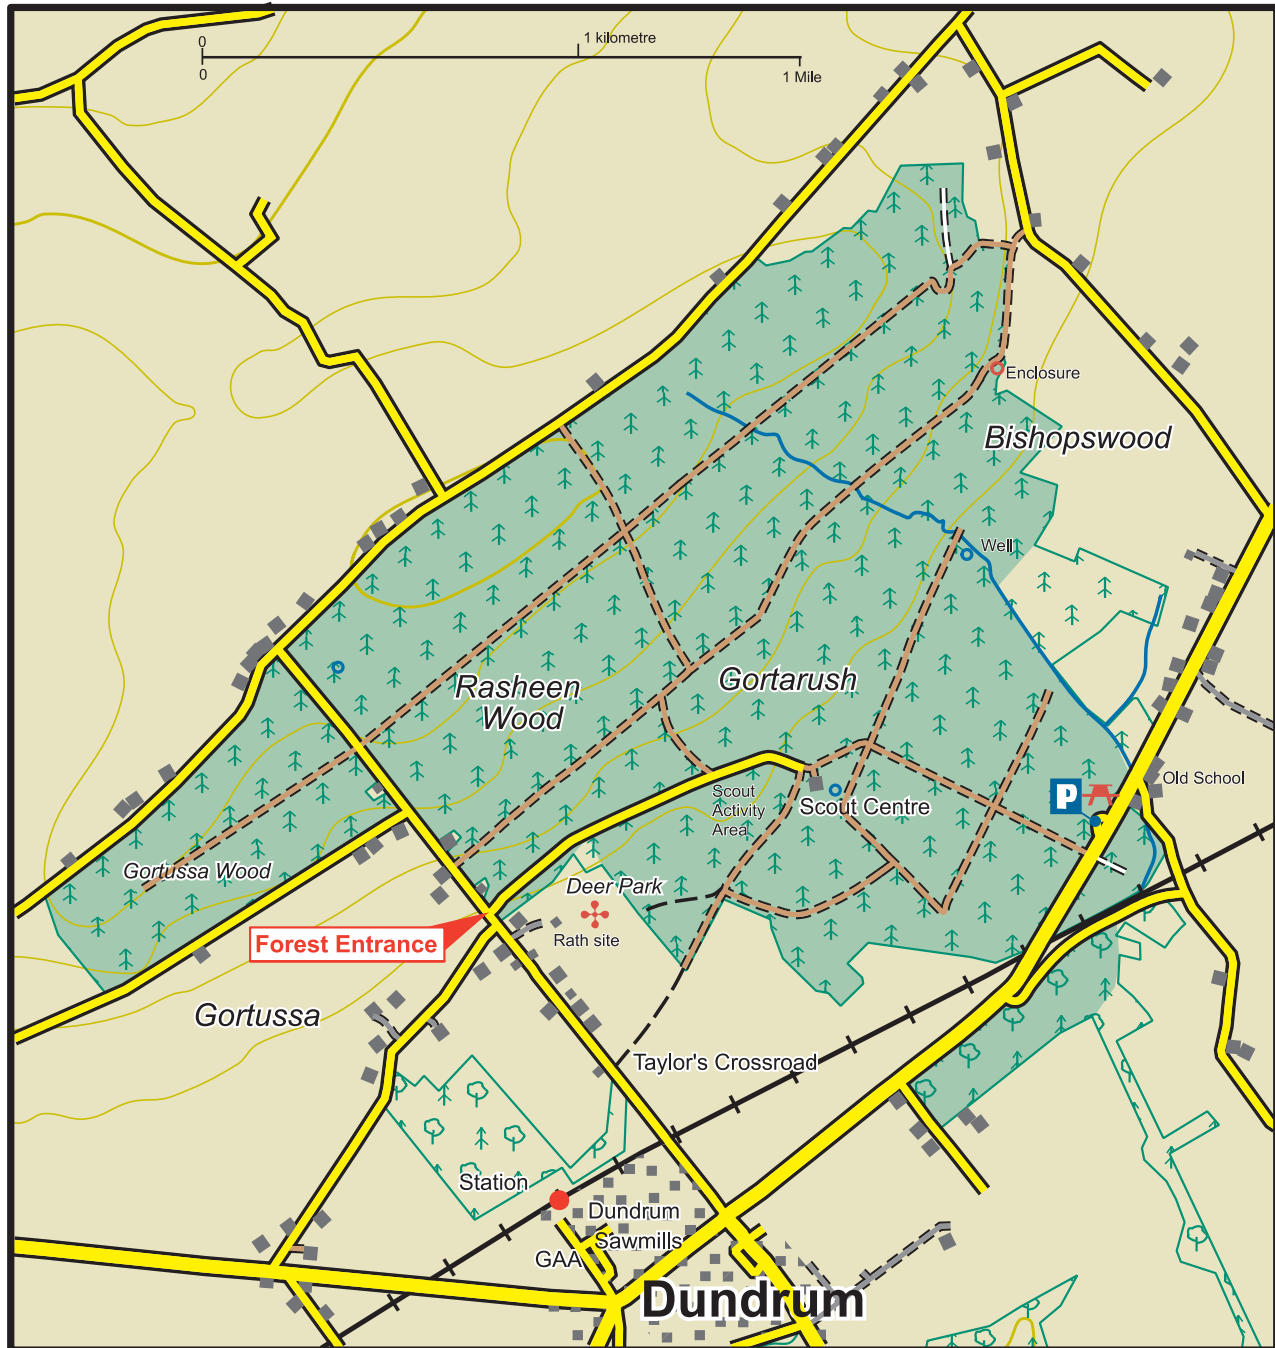 0
1 kilometre
0
1 Mile
Enclosure
Bishopswood
Well
Rasheen
Wood
Gortarush
Old School
P
Scout
Activity
Area
Scout Centre
Gortussa Wood
Deer Park
Rath site
Forest Entrance
Gortussa
Taylor's Crossroad
Station
Dundrum
Sawmills
GAA
Dundrum